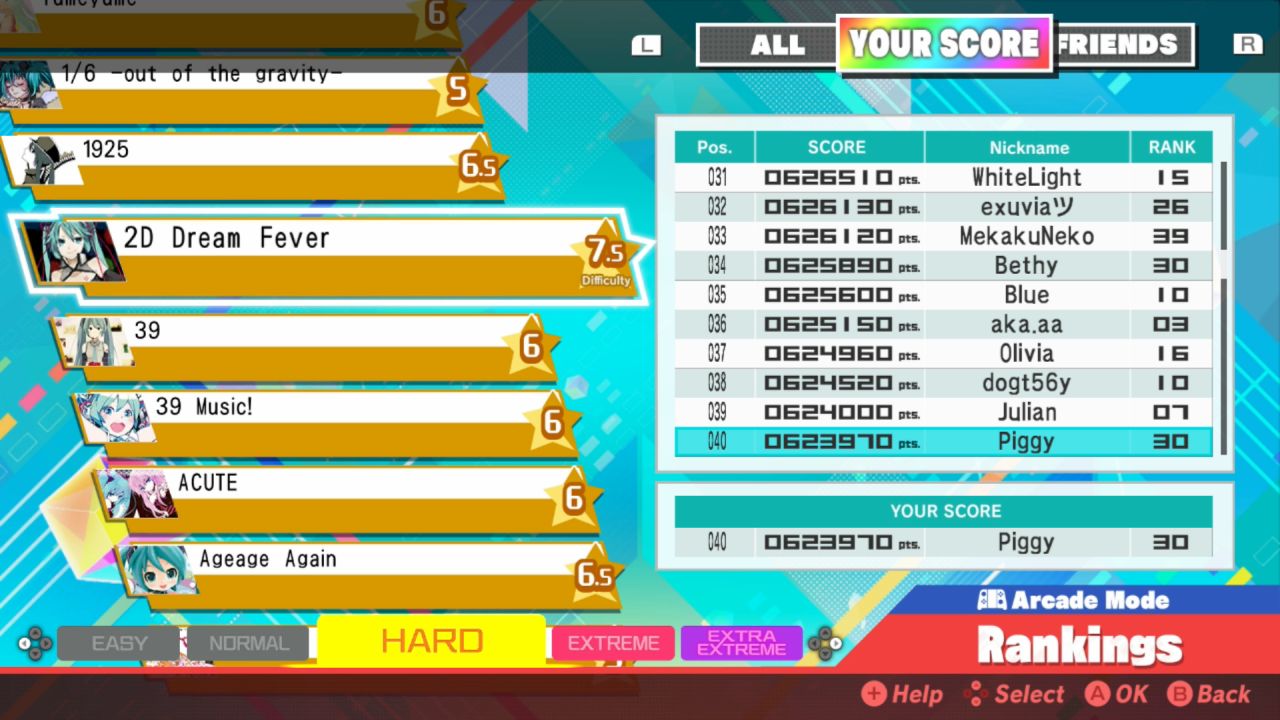 Yumeyume
6
1/6 -out of the gravity-
5
1925
6.5
2D Dream Fever
7.5
Difficulty
39
6
39 Music!
6
ACUTE
6
Ageage Again
6.5
L
ALL
YOUR SCORE
FRIENDS
R
Pos. SCORE Nickname RANK
031 0626510 pts. WhiteLight 15
032 0626130 pts. exuviaツ 26
033 0626120 pts. MekakuNeko 39
034 0625890 pts. Bethy 30
035 0625600 pts. Blue 10
036 0625150 pts. aka.aa 03
037 0624960 pts. Olivia 16
038 0624520 pts. dogt56y 10
039 0624000 pts. Julian 07
040 0623970 pts. Piggy 30
YOUR SCORE
040 0623970 pts. Piggy 30
Arcade Mode
Rankings
EASY
NORMAL
HARD
EXTREME
EXTRA
EXTREME
+ Help
Select
A OK
B Back